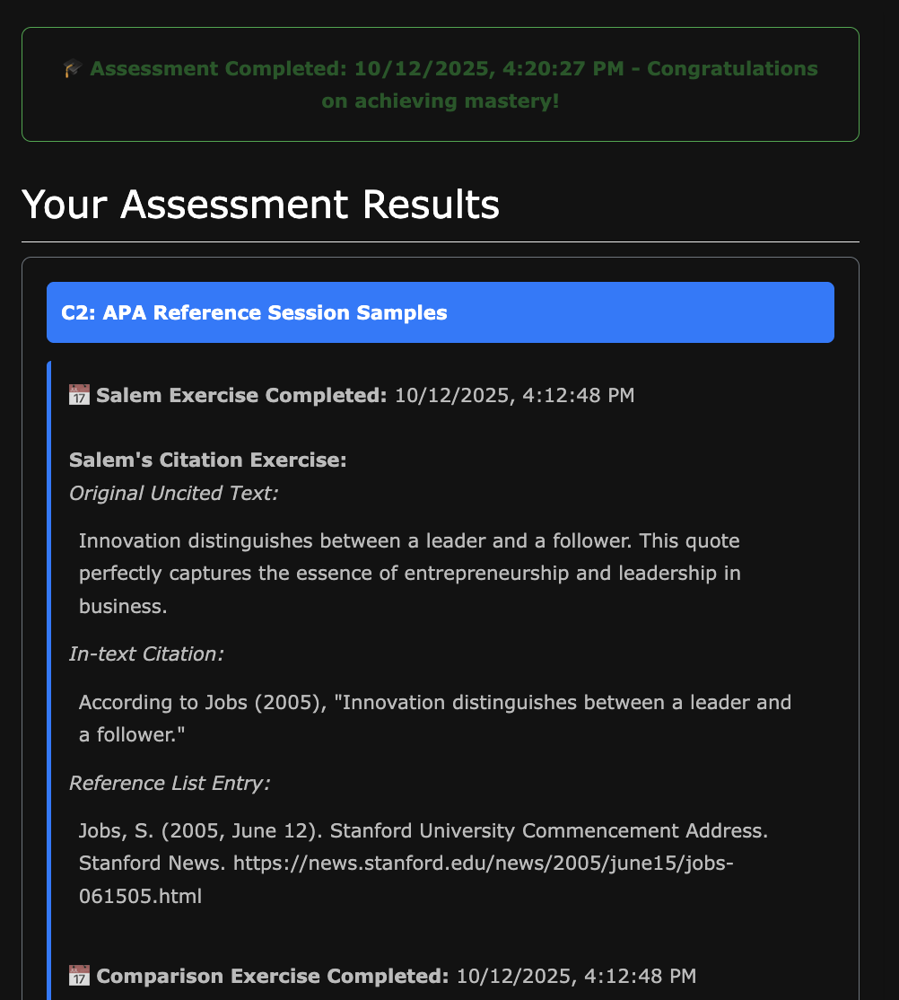 🎓 Assessment Completed: 10/12/2025, 4:20:27 PM - Congratulations
on achieving mastery!
Your Assessment Results
C2: APA Reference Session Samples
📅 Salem Exercise Completed: 10/12/2025, 4:12:48 PM
Salem's Citation Exercise:
Original Uncited Text:
Innovation distinguishes between a leader and a follower. This quote
perfectly captures the essence of entrepreneurship and leadership in
business.
In-text Citation:
According to Jobs (2005), "Innovation distinguishes between a leader and
a follower."
Reference List Entry:
Jobs, S. (2005, June 12). Stanford University Commencement Address.
Stanford News. https://news.stanford.edu/news/2005/june15/jobs-
061505.html
📅 Comparison Exercise Completed: 10/12/2025, 4:12:48 PM